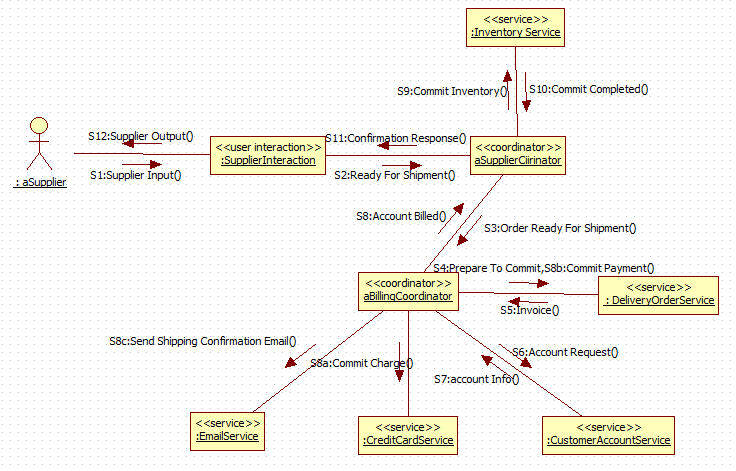 <<service>>
:Inventory Service
S9:Commit Inventory()
S10:Commit Completed()
S12:Supplier Output()
S11:Confirmation Response()
<<user interaction>>
:SupplierInteraction
<<coordinator>>
aSupplierCiirinator
S1:Supplier Input()
S2:Ready For Shipment()
: aSupplier
S8:Account Billed()
S3:Order Ready For Shipment()
S4:Prepare To Commit,S8b:Commit Payment()
<<coordinator>>
aBillingCoordinator
<<service>>
: DeliveryOrderService
S5:Invoice()
S8c:Send Shipping Confirmation Email()
S8a:Commit Charge()
S6:Account Request()
S7:account Info()
<<service>>
:EmailService
<<service>>
:CreditCardService
<<service>>
:CustomerAccountService